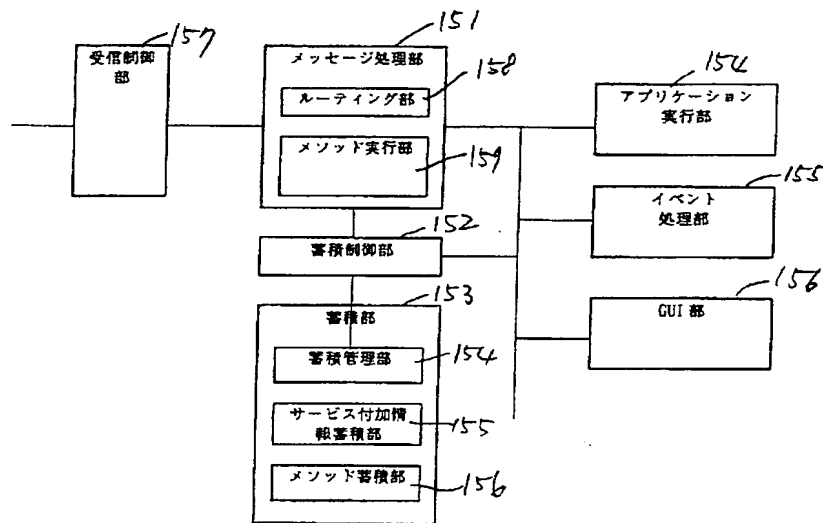 157
受信制御
部
151
メッセージ処理部
158
ルーティング部
メソッド実行部
159
152
蓄積制御部
153
蓄積部
蓄積管理部
154
サービス付加情
報蓄積部
155
メソッド蓄積部
156
154
アプリケーション
実行部
155
イベント
処理部
156
GUI 部